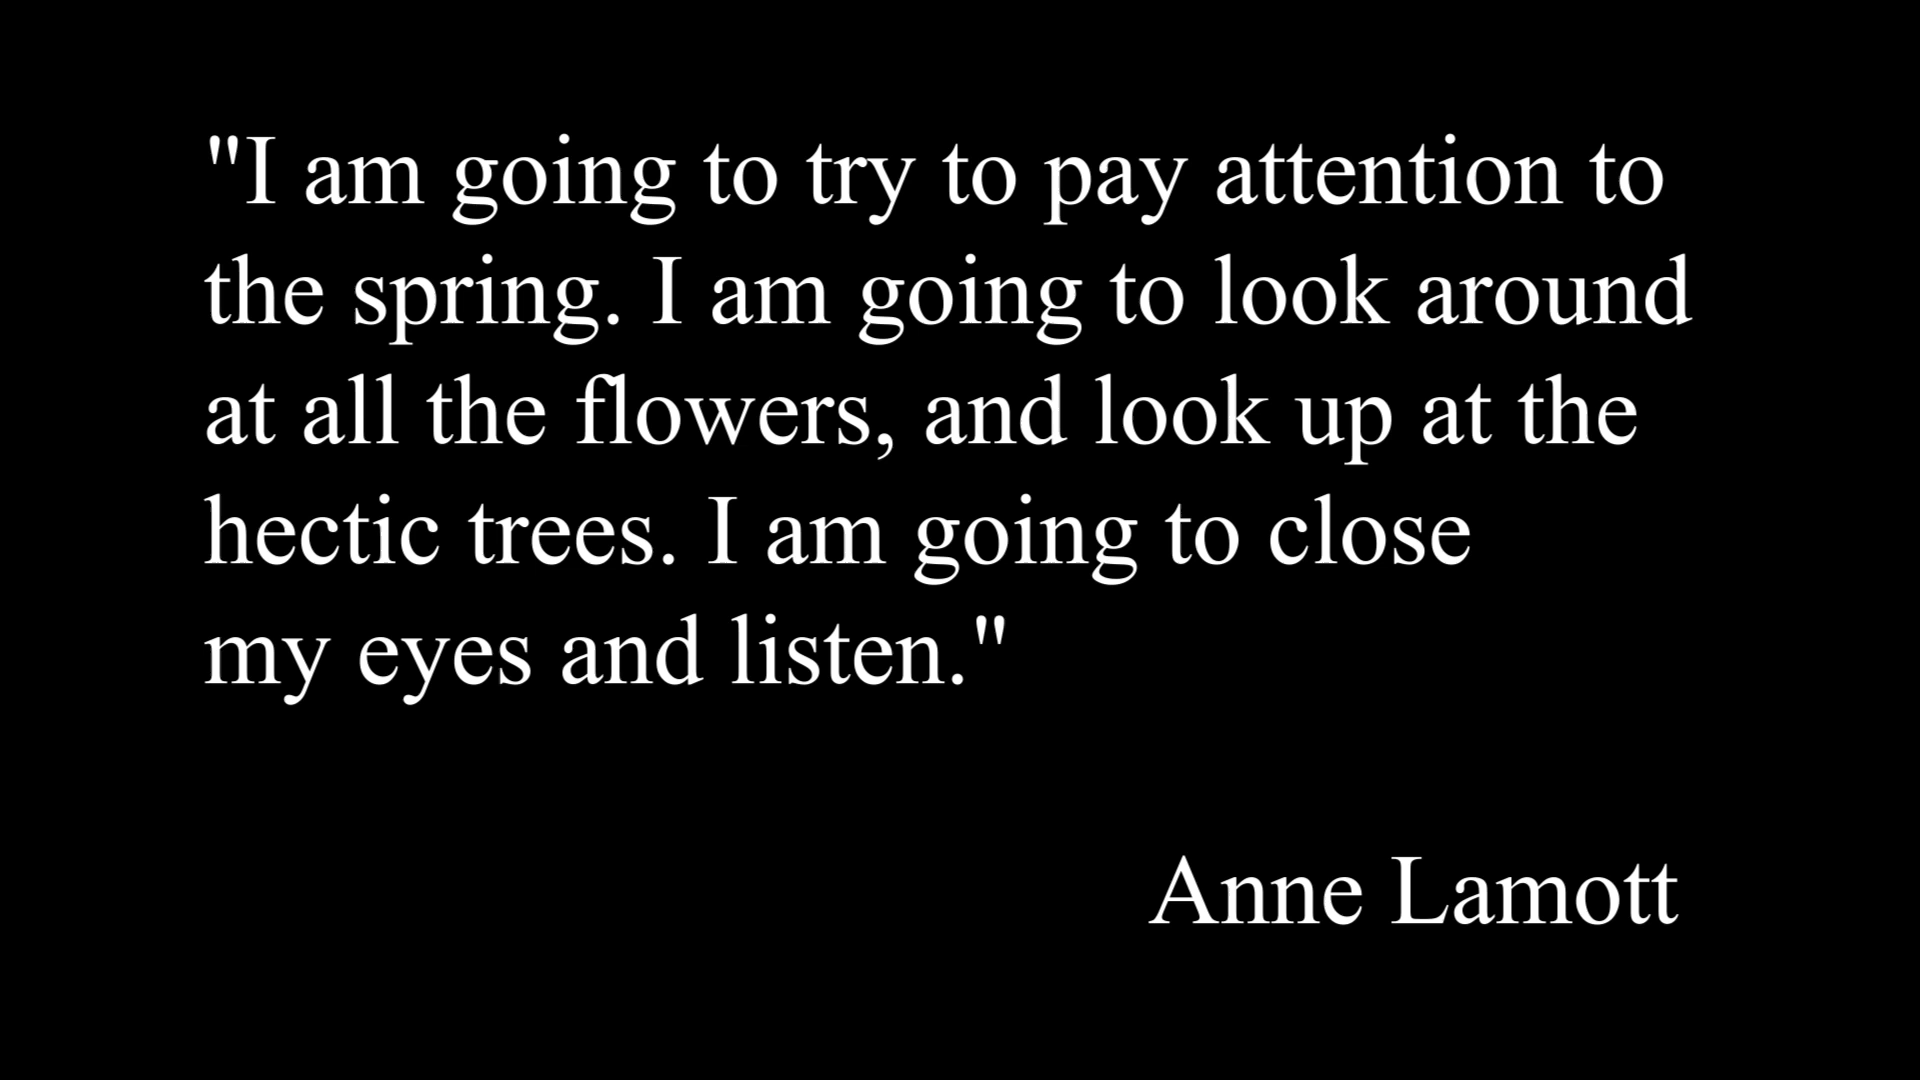 "I am going to try to pay attention to
the spring. I am going to look around
at all the flowers, and look up at the
hectic trees. I am going to close
my eyes and listen."
Anne Lamott